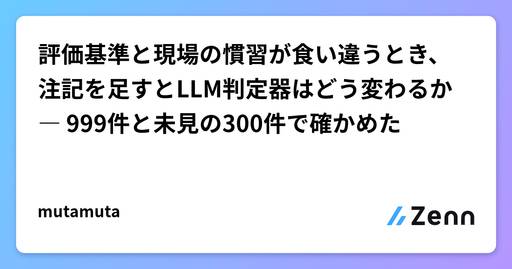 評価基準と現場の慣習が食い違うとき、
注記を足すとLLM判定器はどう変わるか
― 999件と未見の300件で確かめた
mutamuta
Zenn